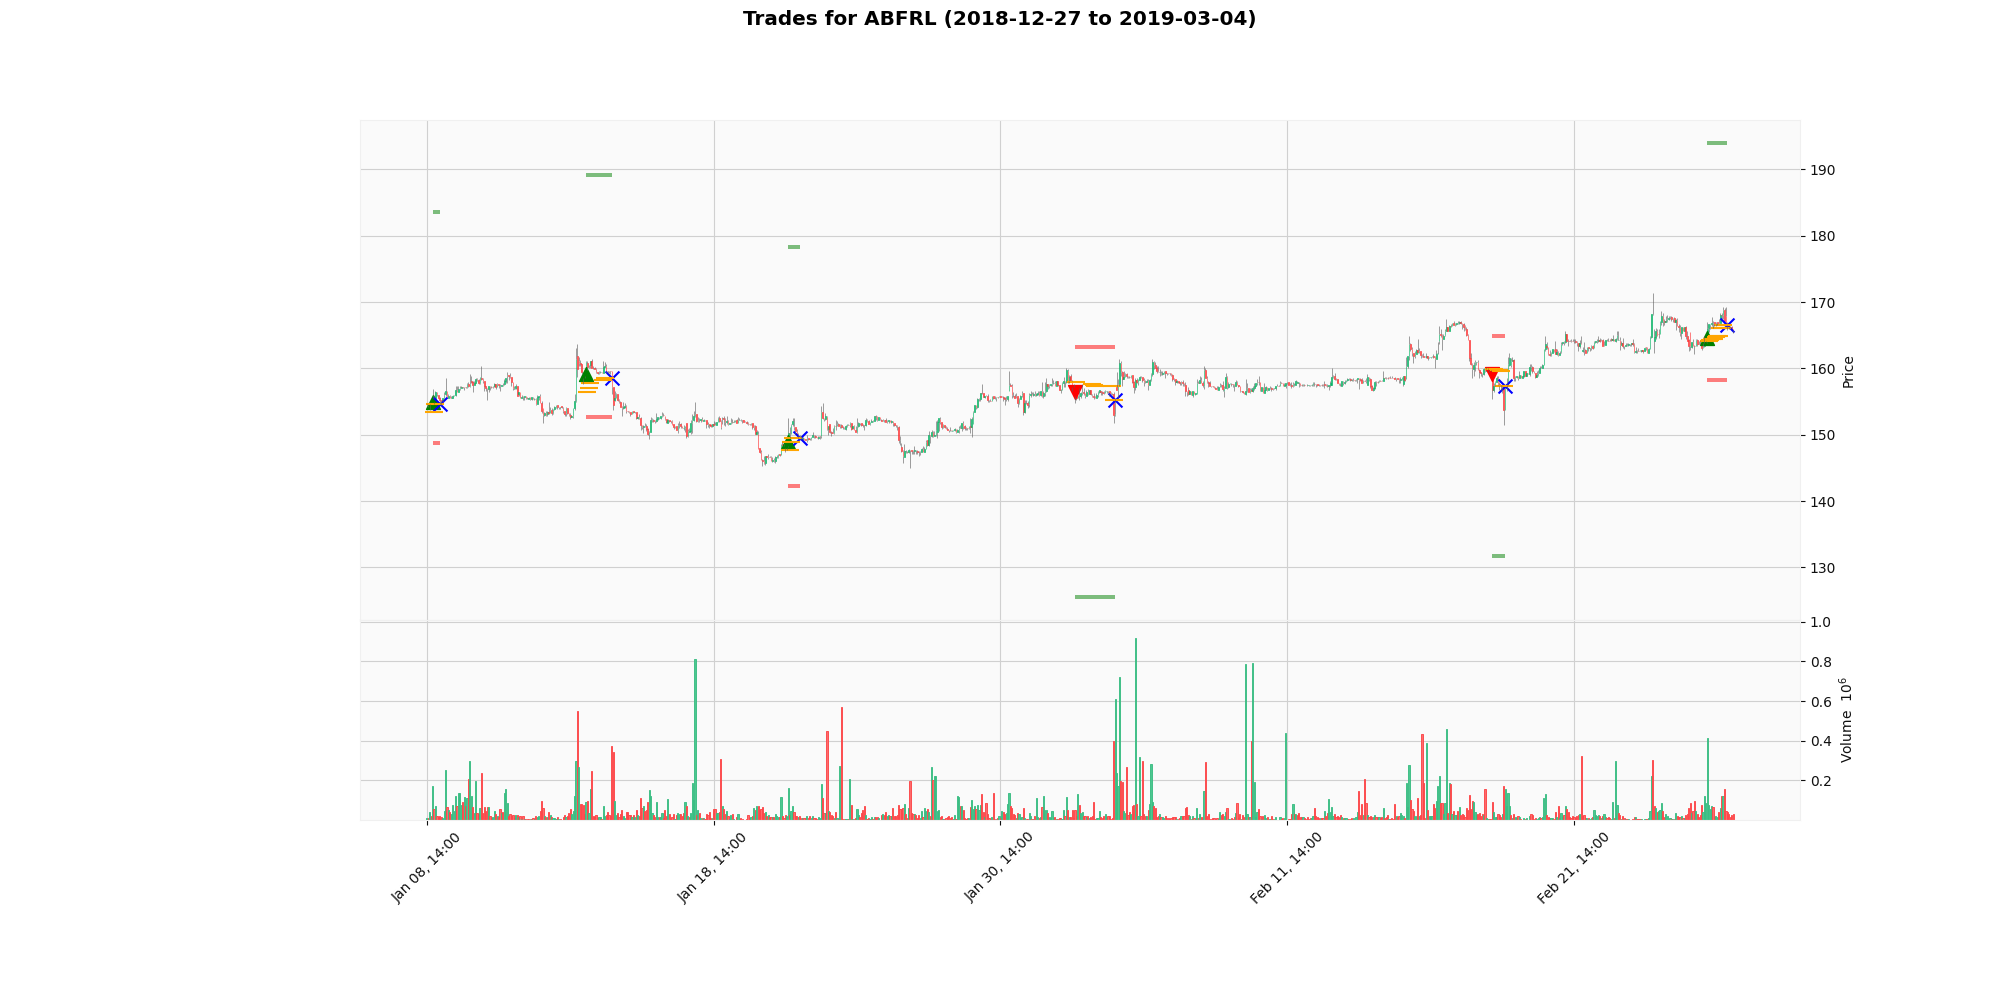 Trades for ABFRL (2018-12-27 to 2019-03-04)
190
180
170
160
150
140
130
Price
1.0
0.8
0.6
0.4
0.2
Volume 10⁶
Jan 08, 14:00
Jan 18, 14:00
Jan 30, 14:00
Feb 11, 14:00
Feb 21, 14:00